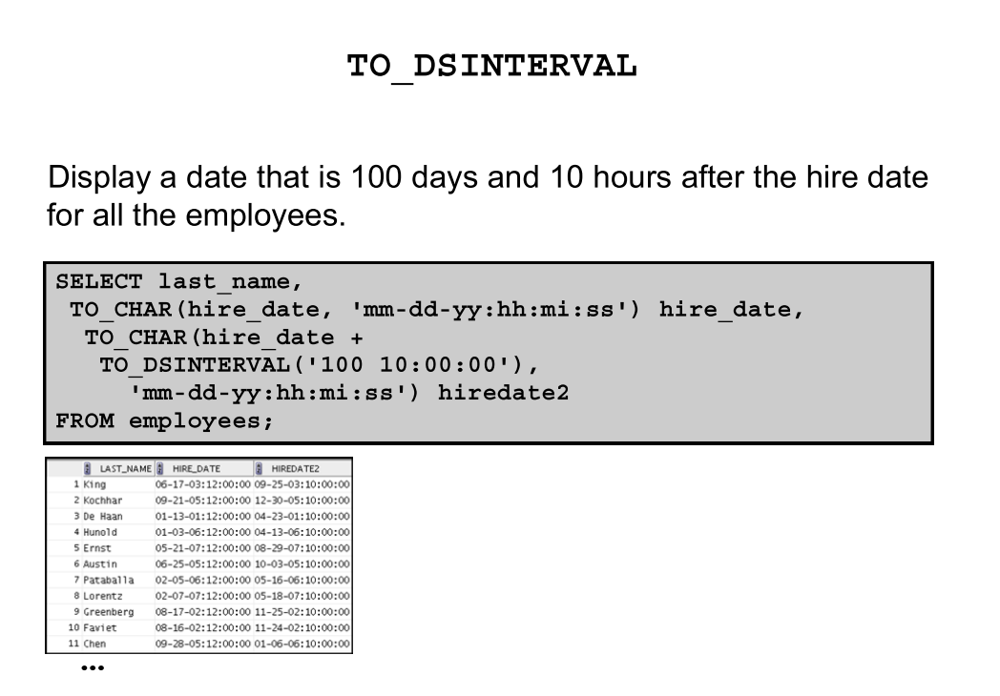 TO_DSINTERVAL
Display a date that is 100 days and 10 hours after the hire date
for all the employees.
SELECT last_name,
TO_CHAR(hire_date, 'mm-dd-yy:hh:mi:ss') hire_date,
TO_CHAR(hire_date +
TO_DSINTERVAL('100 10:00:00'),
'mm-dd-yy:hh:mi:ss') hiredate2
FROM employees;
LAST_NAME HIRE_DATE HIREDATE2
1 King 06-17-03:12:00:00 09-25-03:10:00:00
2 Kochhar 09-21-05:12:00:00 12-30-05:10:00:00
3 De Haan 01-13-01:12:00:00 04-23-01:10:00:00
4 Hunold 01-03-06:12:00:00 04-13-06:10:00:00
5 Ernst 05-21-07:12:00:00 08-29-07:10:00:00
6 Austin 06-25-05:12:00:00 10-03-05:10:00:00
7 Pataballa 02-05-06:12:00:00 05-16-06:10:00:00
8 Lorentz 02-07-07:12:00:00 05-18-07:10:00:00
9 Greenberg 08-17-02:12:00:00 11-25-02:10:00:00
10 Faviet 08-16-02:12:00:00 11-24-02:10:00:00
11 Chen 09-28-05:12:00:00 01-06-06:10:00:00
...